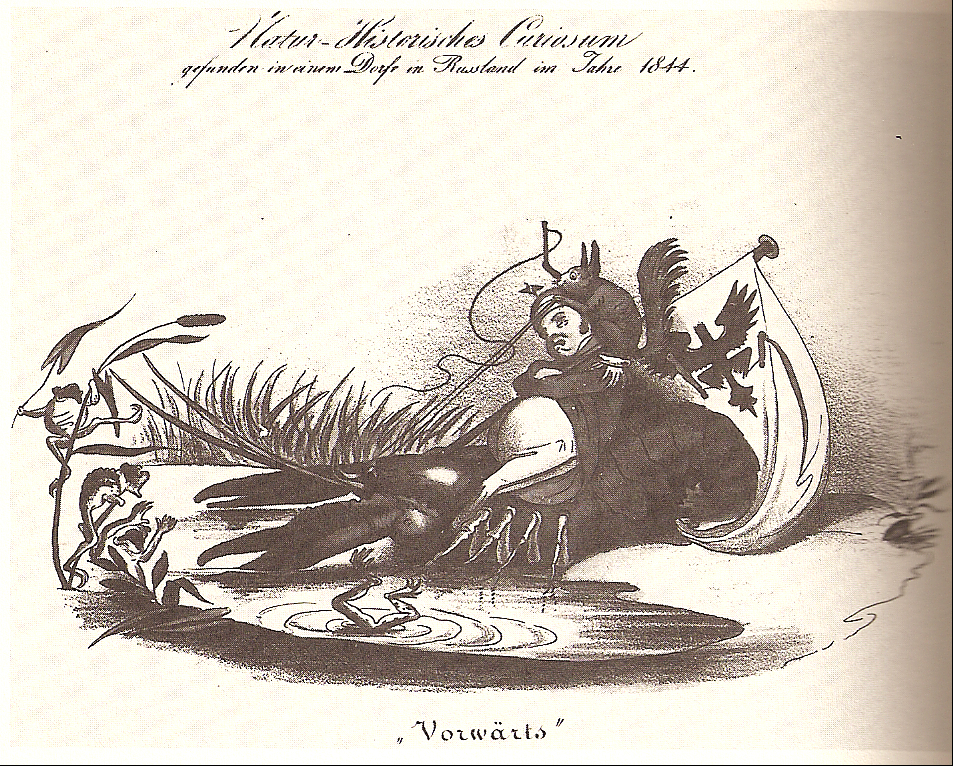 Natur-Historisches Curiosum
gefunden in einem Dorfe in Russland im Jahre 1844.
„Vorwärts“